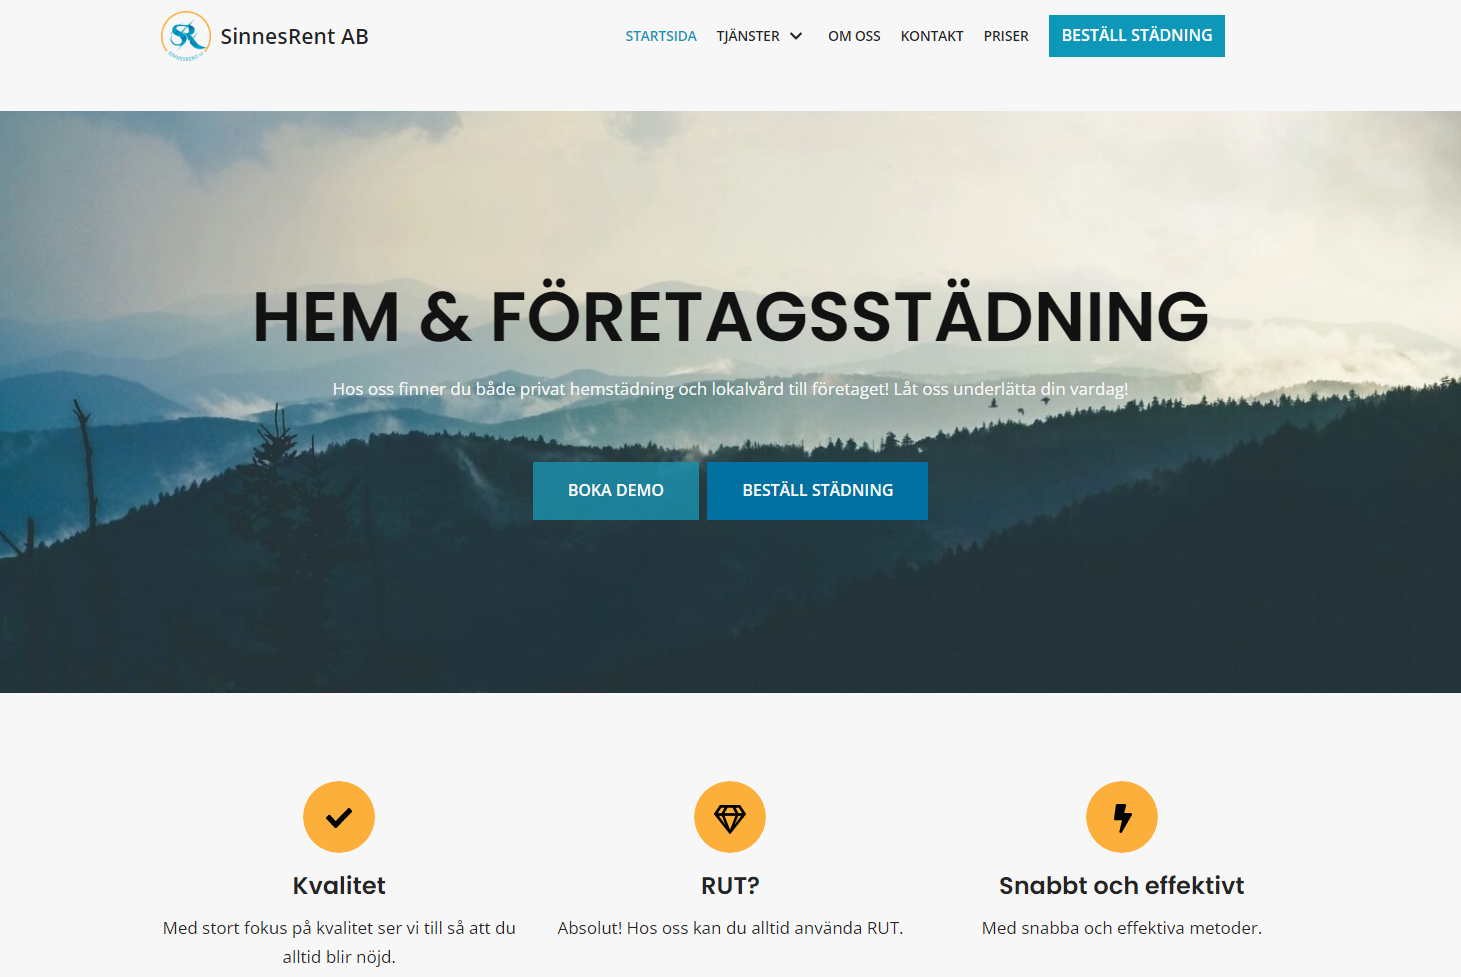 SinnesRent AB
STARTSIDA
TJÄNSTER
OM OSS
KONTAKT
PRISER
BESTÄLL STÄDNING
HEM & FÖRETAGSSTÄDNING
Hos oss finner du både privat hemstädning och lokalvård till företaget! Låt oss underlätta din vardag!
BOKA DEMO
BESTÄLL STÄDNING
Kvalitet
Med stort fokus på kvalitet ser vi till så att du
alltid blir nöjd.
RUT?
Absolut! Hos oss kan du alltid använda RUT.
Snabbt och effektivt
Med snabba och effektiva metoder.